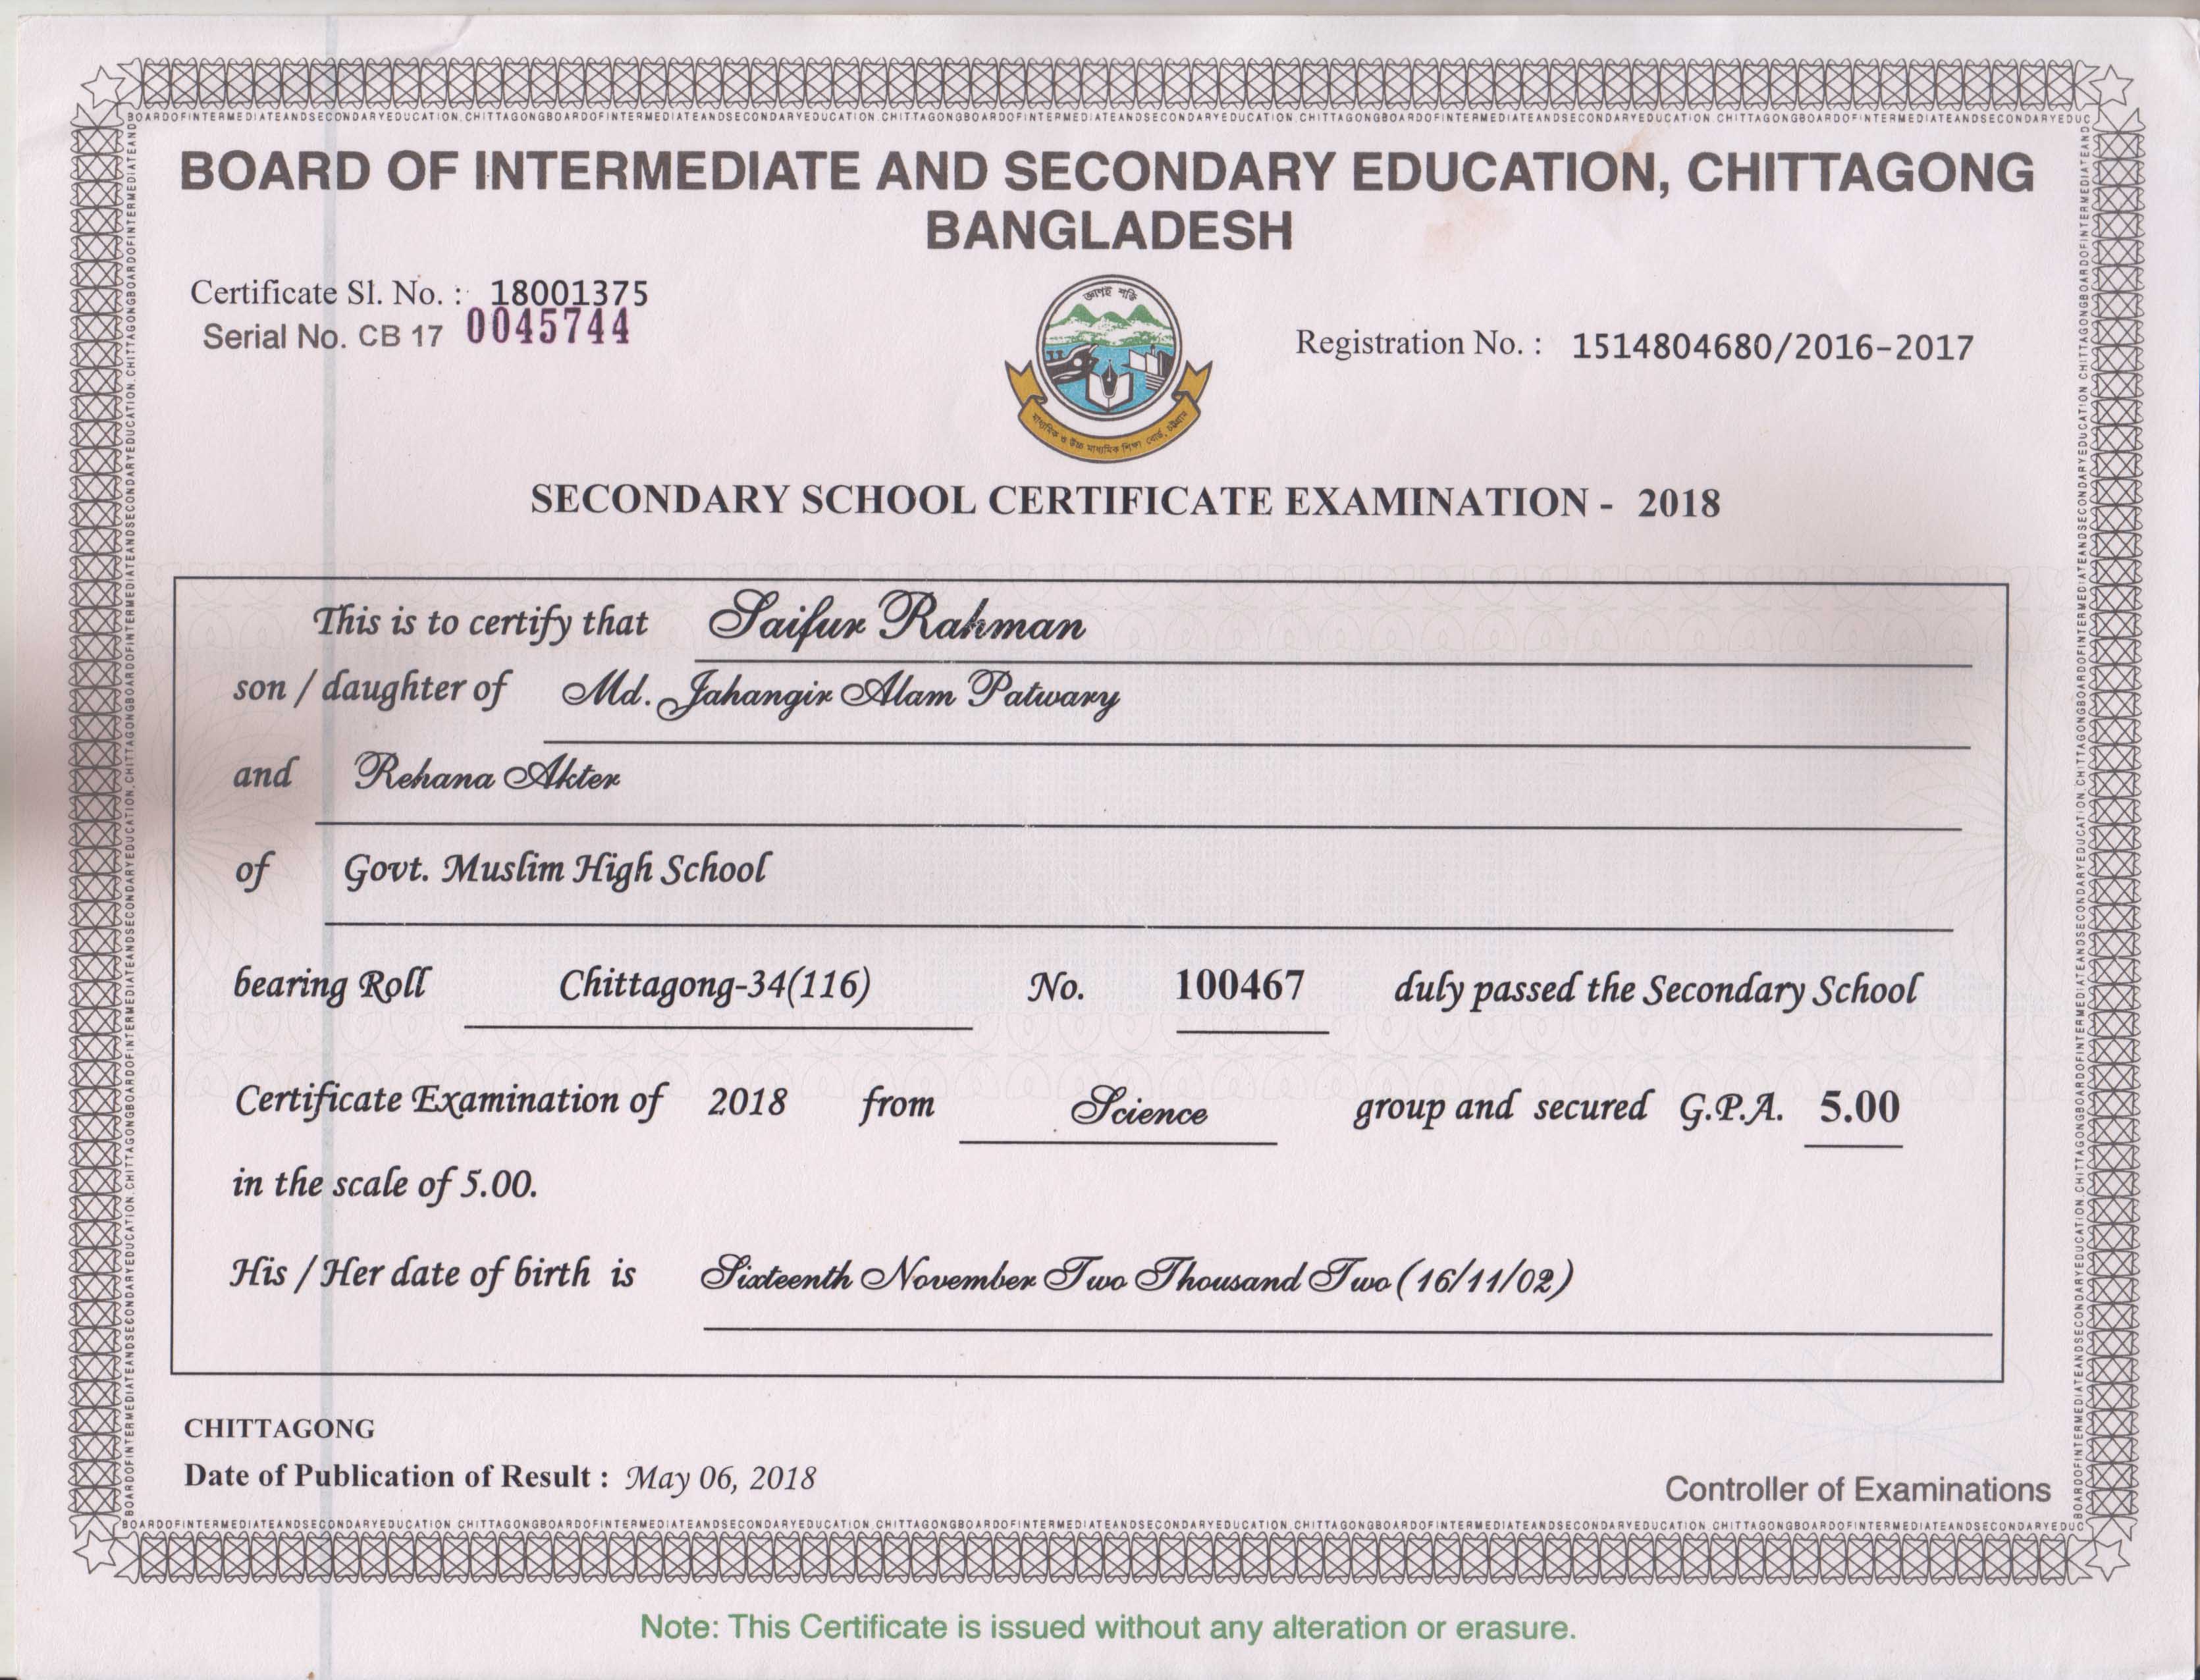 BOARD OF INTERMEDIATE AND SECONDARY EDUCATION, CHITTAGONG
BANGLADESH
Certificate Sl. No. : 18001375
Serial No. CB 17 0045744
জ্ঞানই শক্তি
Registration No. : 1514804680/2016-2017
মাধ্যমিক ও উচ্চ মাধ্যমিক শিক্ষা বোর্ড, চট্টগ্রাম
SECONDARY SCHOOL CERTIFICATE EXAMINATION - 2018
This is to certify that Saifur Rahman
son / daughter of Md. Jahangir Alam Patwary
and Rehana Akter
of Govt. Muslim High School
bearing Roll Chittagong-34(116) No. 100467 duly passed the Secondary School
Certificate Examination of 2018 from Science group and secured G.P.A. 5.00
in the scale of 5.00.
His / Her date of birth is Sixteenth November Two Thousand Two (16/11/02)
CHITTAGONG
Date of Publication of Result : May 06, 2018
Controller of Examinations
Note: This Certificate is issued without any alteration or erasure.